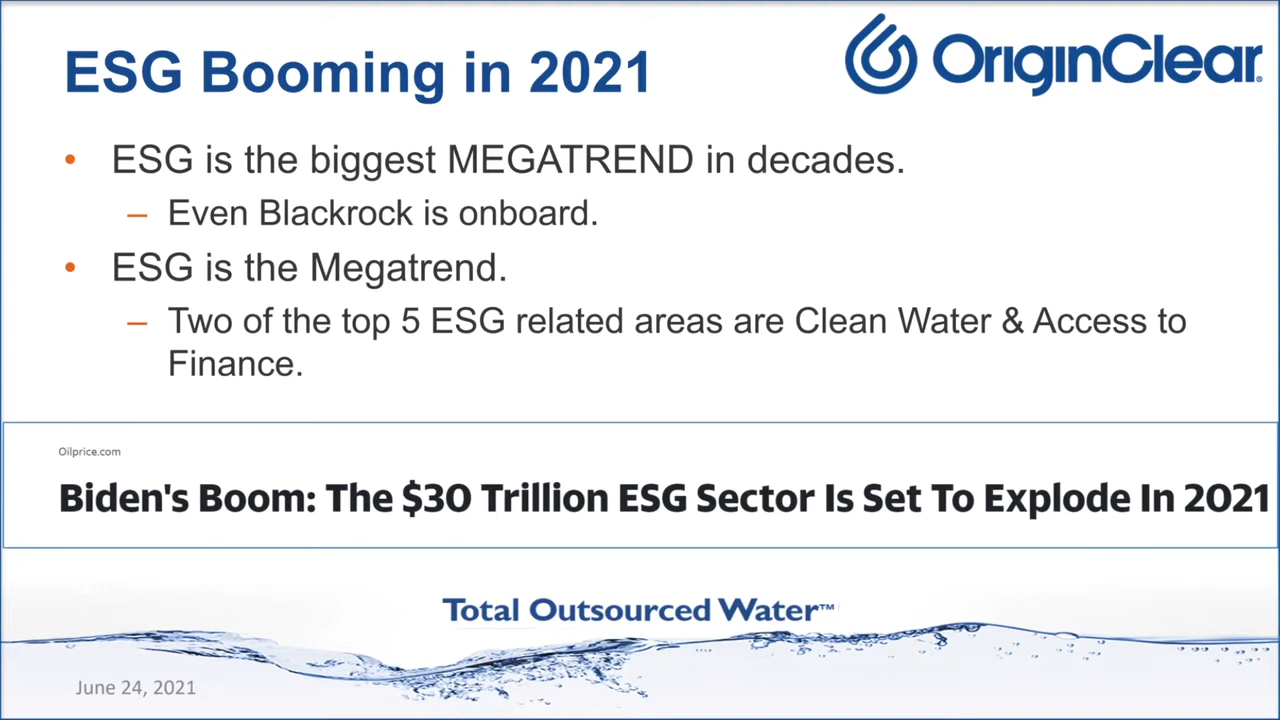 ESG Booming in 2021
OriginClear®
• ESG is the biggest MEGATREND in decades.
– Even Blackrock is onboard.
• ESG is the Megatrend.
– Two of the top 5 ESG related areas are Clean Water & Access to
Finance.
Oilprice.com
Biden's Boom: The $30 Trillion ESG Sector Is Set To Explode In 2021
Total Outsourced Water™
June 24, 2021